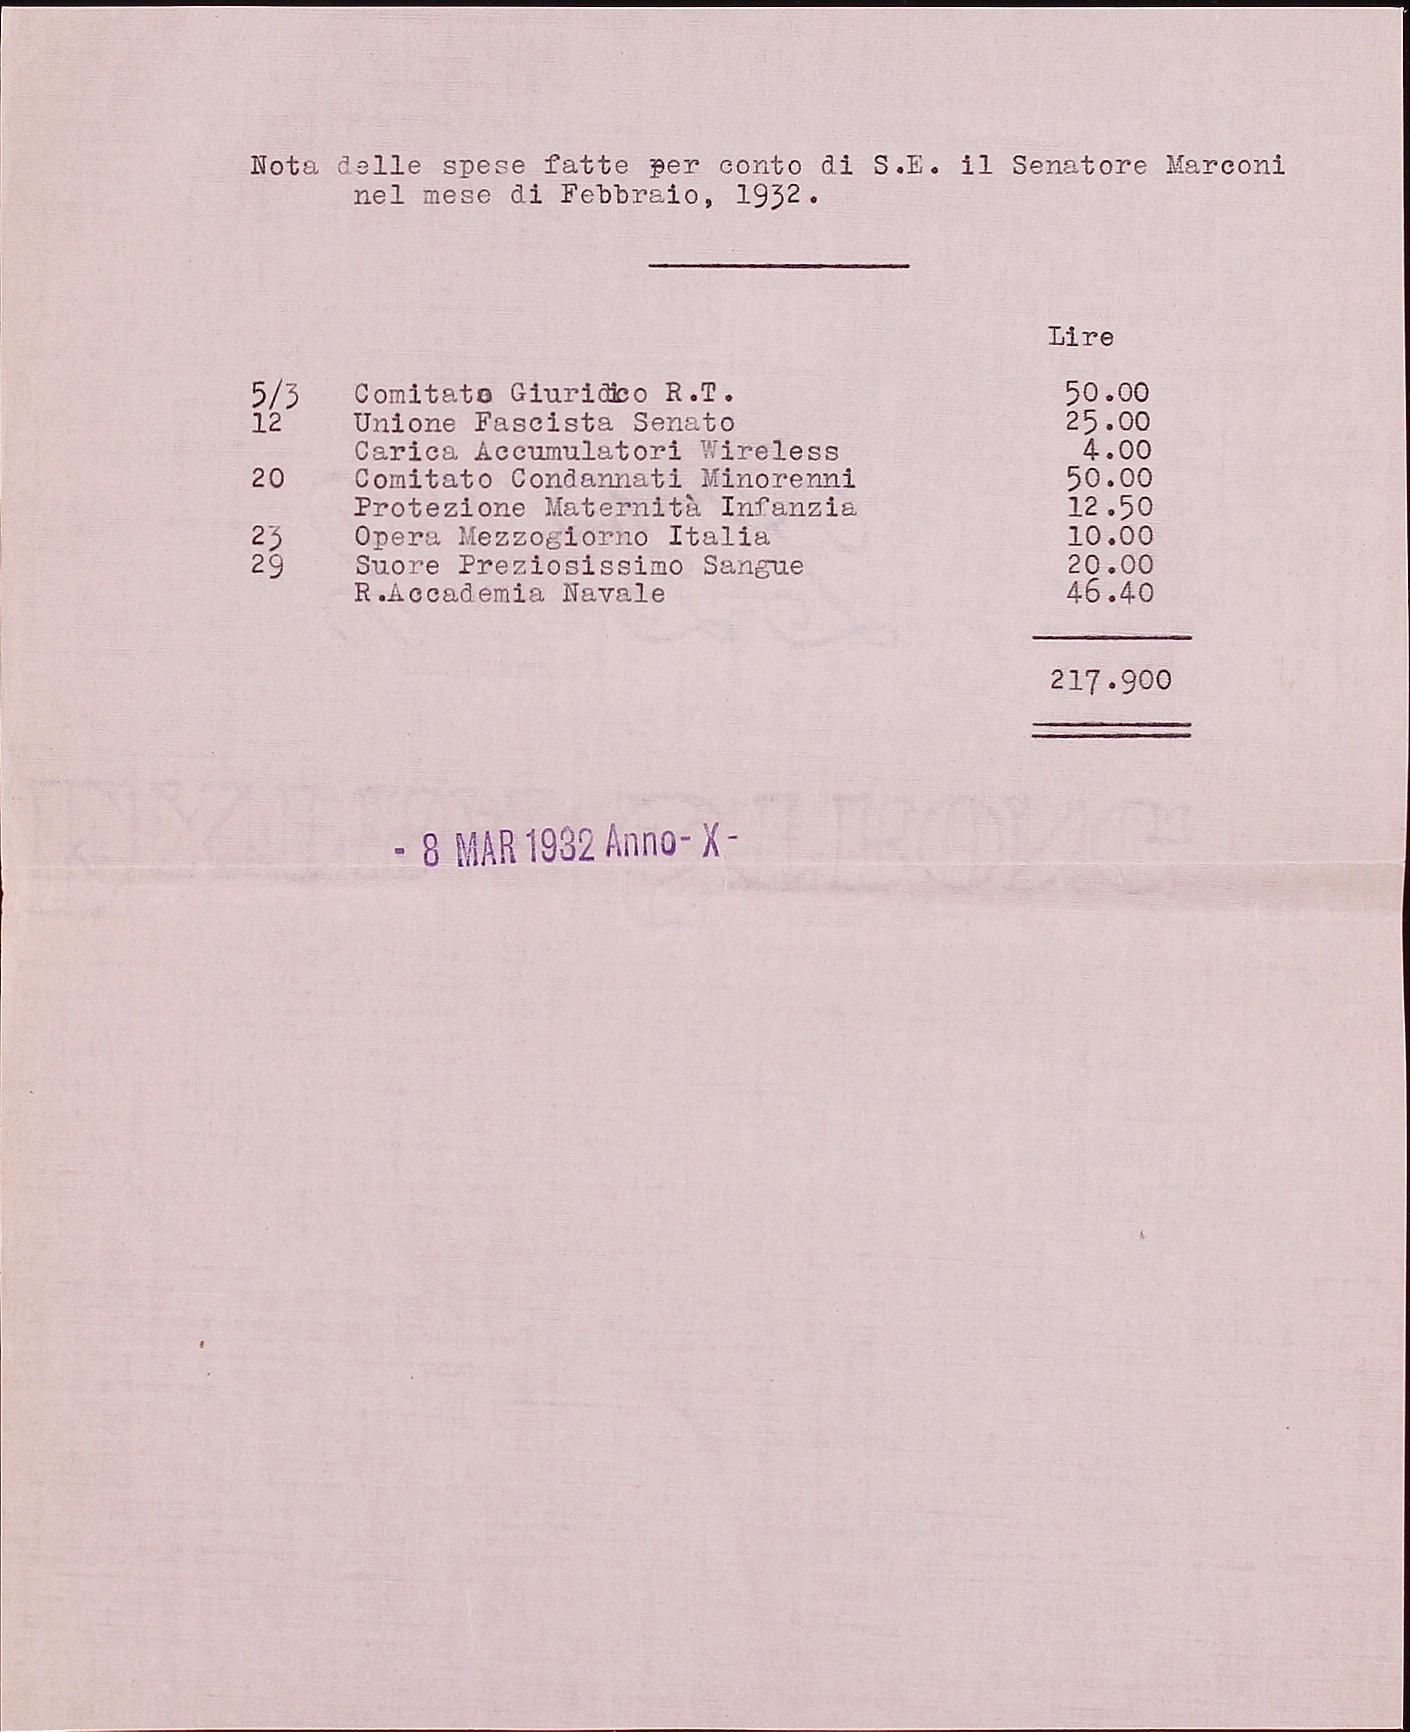 Nota delle spese fatte per conto di S.E. il Senatore Marconi
nel mese di Febbraio, 1932.
Lire
5/3 Comitato Giuridico R.T. 50.00
12 Unione Fascista Senato 25.00
Carica Accumulatori Wireless 4.00
20 Comitato Condannati Minorenni 50.00
Protezione Maternità Infanzia 12.50
23 Opera Mezzogiorno Italia 10.00
29 Suore Preziosissimo Sangue 20.00
R.Accademia Navale 46.40
217.900
- 8 MAR 1932 Anno- X -